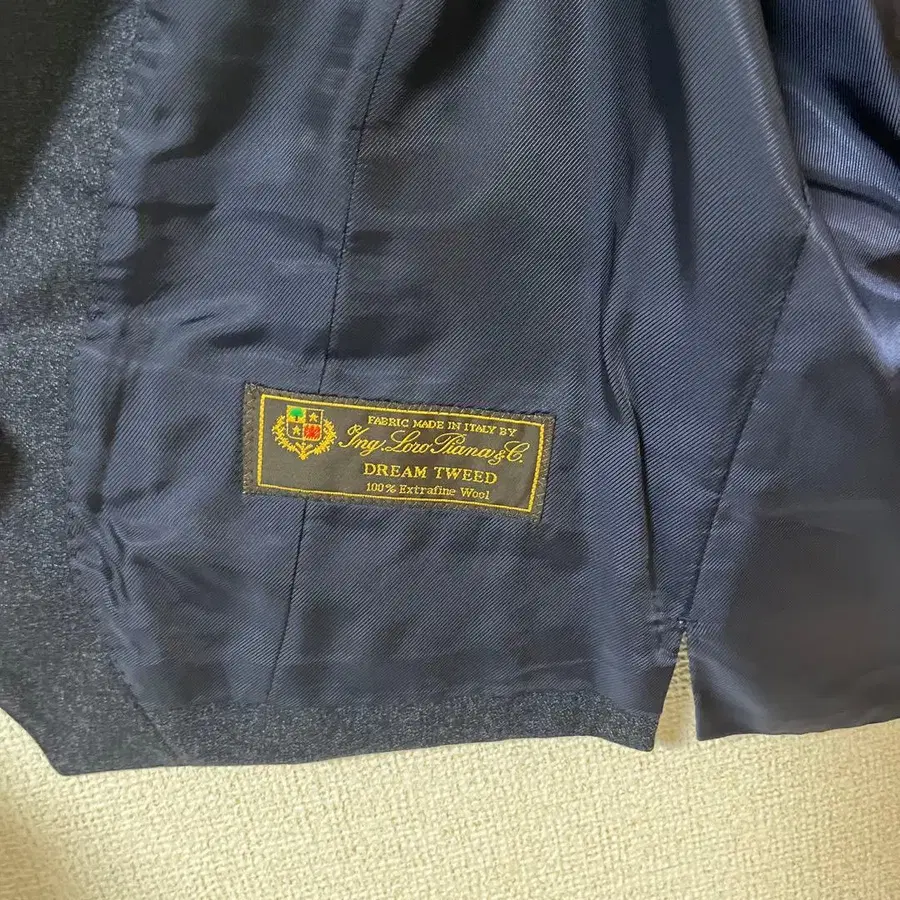 FABRIC MADE IN ITALY BY
Ing. Loro Piana & C.
DREAM TWEED
100% Extrafine Wool